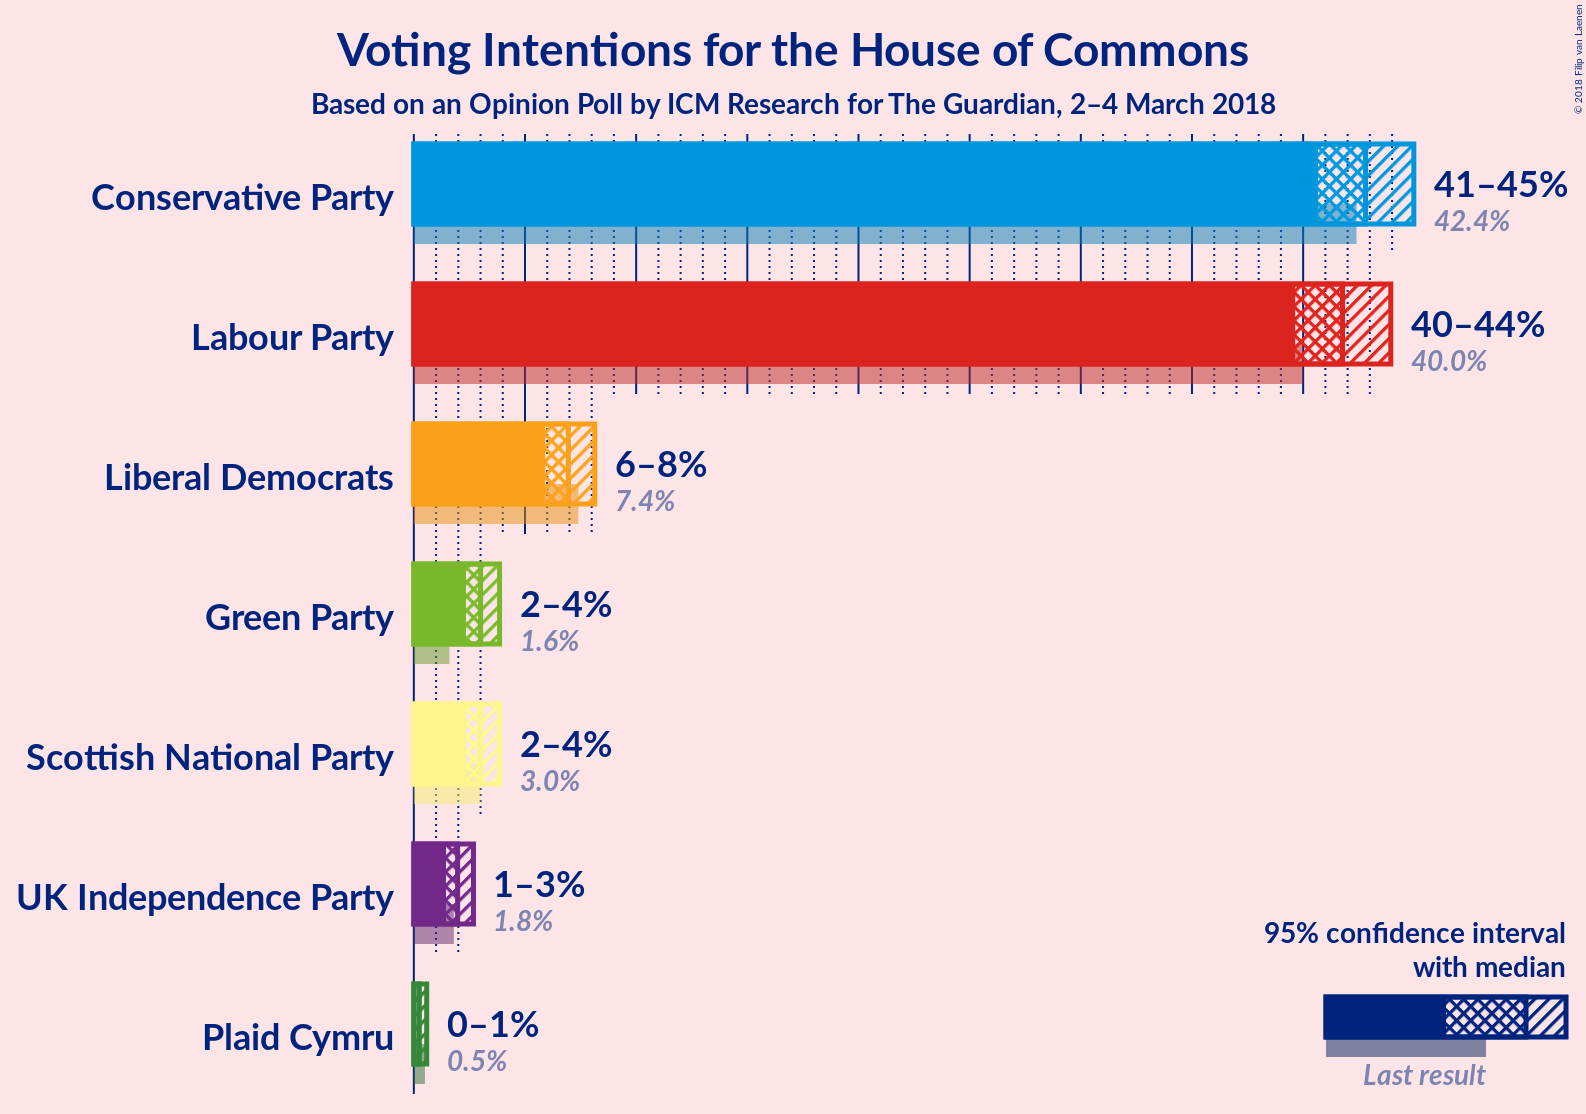 Voting Intentions for the House of Commons
Based on an Opinion Poll by ICM Research for The Guardian, 2–4 March 2018
© 2018 Filip van Laenen
Conservative Party
41–45%
42.4%
Labour Party
40–44%
40.0%
Liberal Democrats
6–8%
7.4%
Green Party
2–4%
1.6%
Scottish National Party
2–4%
3.0%
UK Independence Party
1–3%
1.8%
Plaid Cymru
0–1%
0.5%
95% confidence interval
with median
Last result